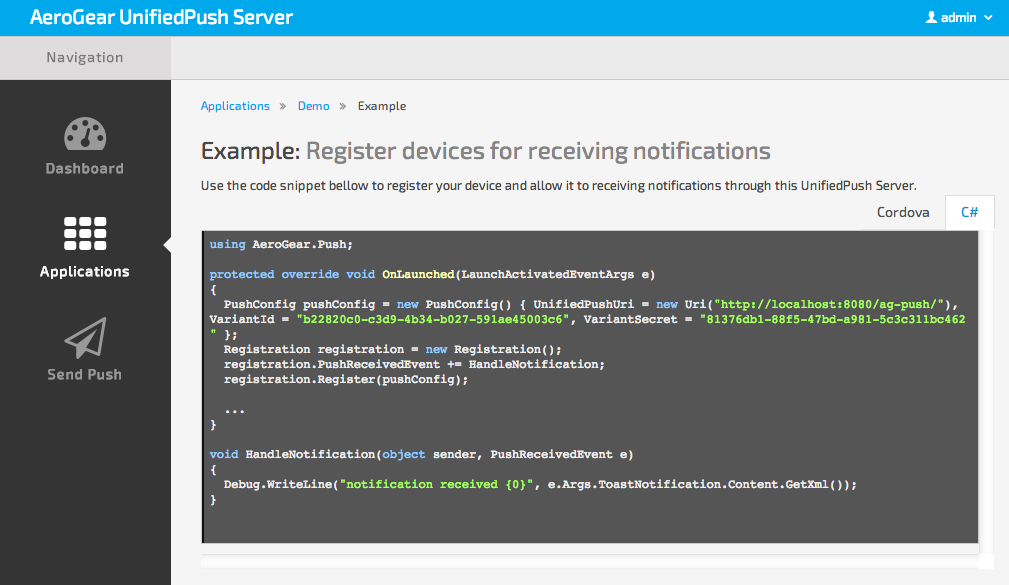 AeroGear UnifiedPush Server
admin
Navigation
Dashboard
Applications
Send Push
Applications » Demo » Example
Example: Register devices for receiving notifications
Use the code snippet bellow to register your device and allow it to receiving notifications through this UnifiedPush Server.
Cordova
C#
using AeroGear.Push;
protected override void OnLaunched(LaunchActivatedEventArgs e)
{
  PushConfig pushConfig = new PushConfig() { UnifiedPushUri = new Uri("http://localhost:8080/ag-push/"),
VariantId = "b22820c0-c3d9-4b34-b027-591ae45003c6", VariantSecret = "81376db1-88f5-47bd-a981-5c3c311bc462
" };
  Registration registration = new Registration();
  registration.PushReceivedEvent += HandleNotification;
  registration.Register(pushConfig);
  ...
}
void HandleNotification(object sender, PushReceivedEvent e)
{
  Debug.WriteLine("notification received {0}", e.Args.ToastNotification.Content.GetXml());
}